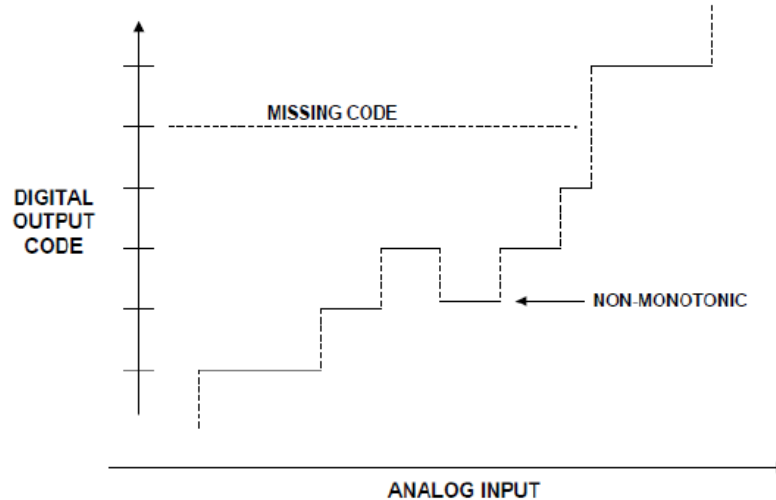 MISSING CODE
DIGITAL
OUTPUT
CODE
NON-MONOTONIC
ANALOG INPUT